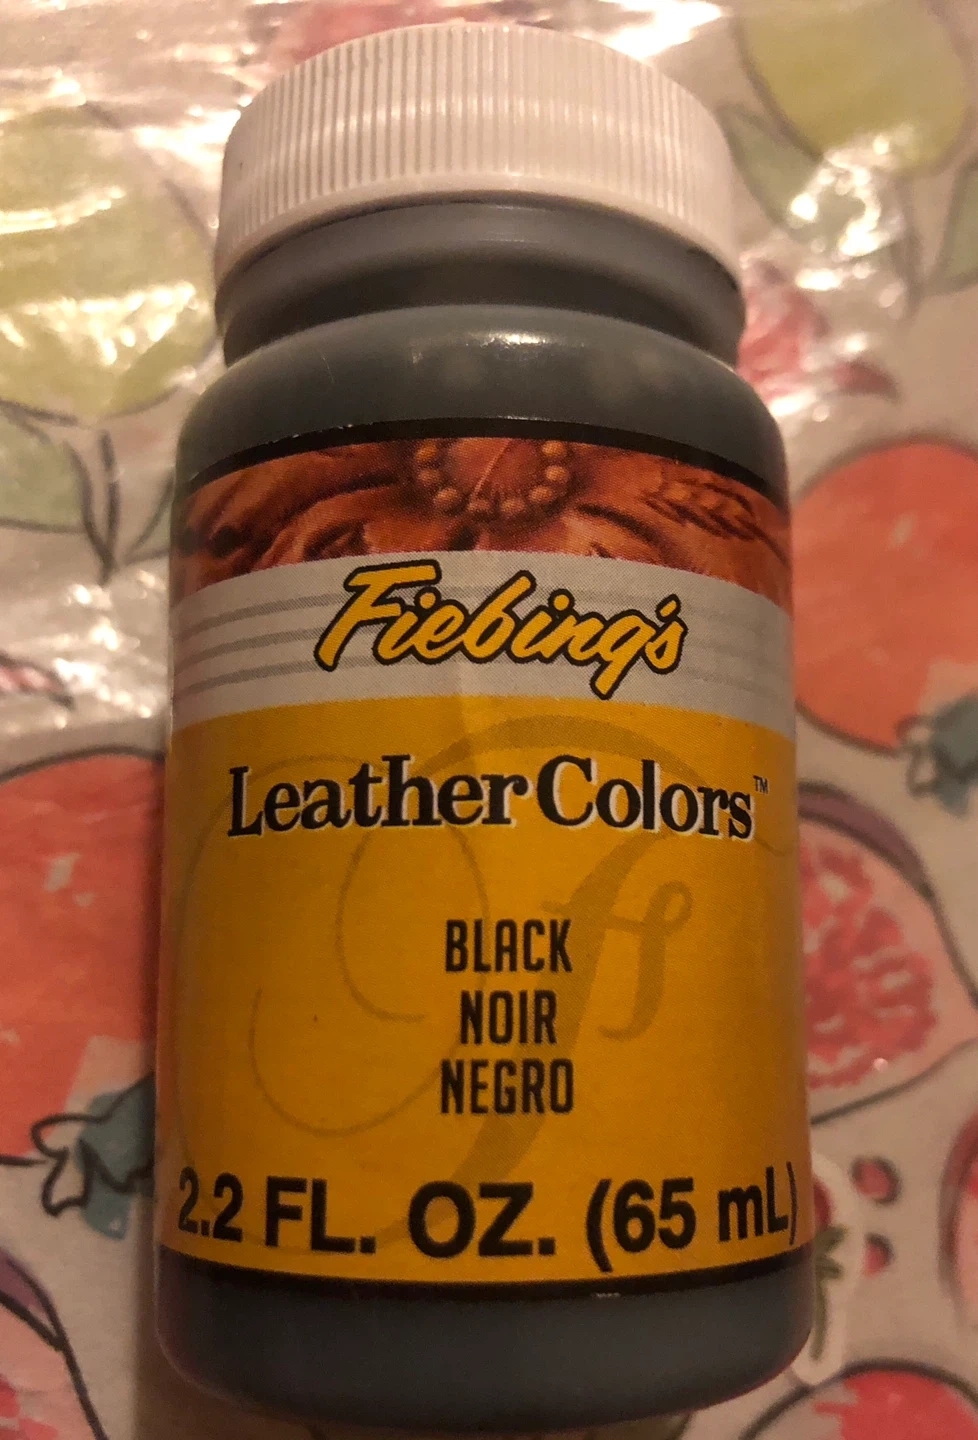 Fiebing's
LeatherColors™
BLACK
NOIR
NEGRO
2.2 FL. OZ. (65 mL)